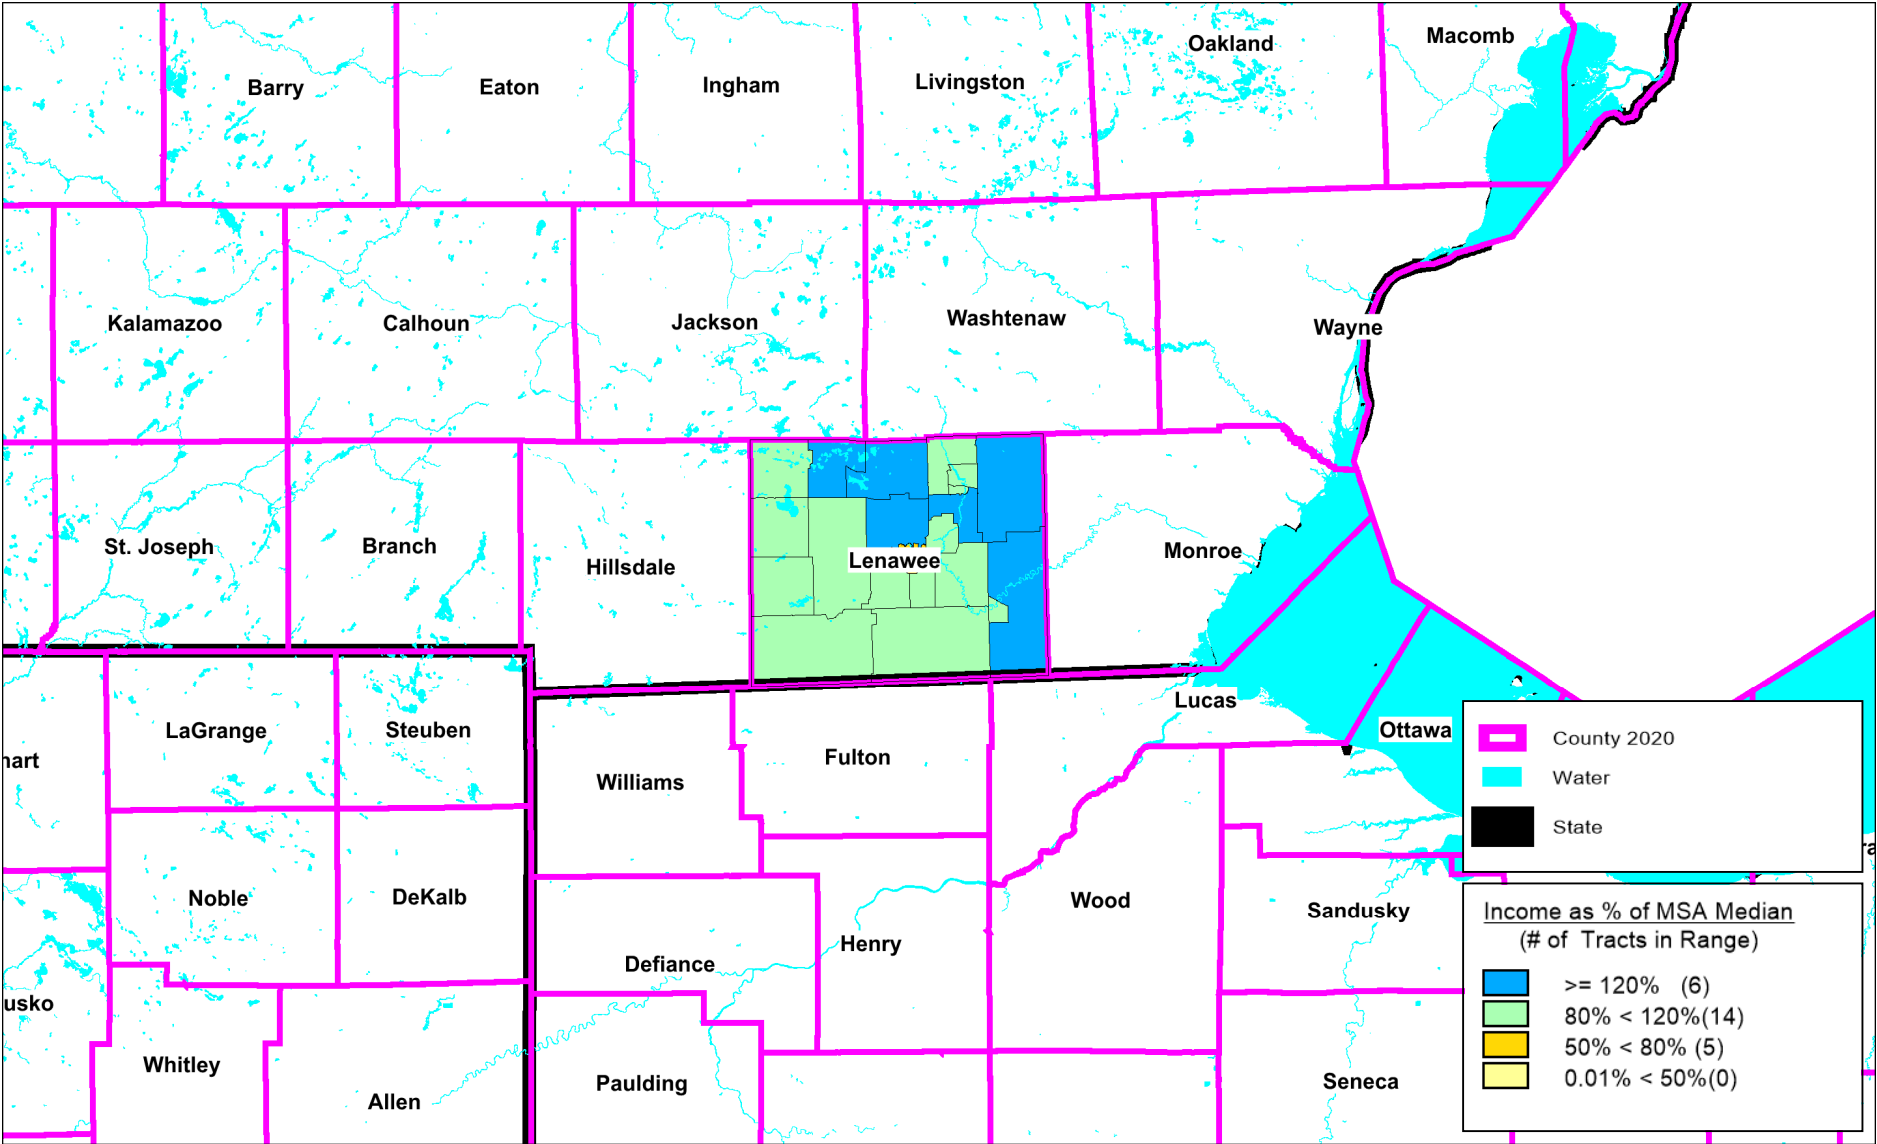 Macomb
Oakland
Barry
Eaton
Ingham
Livingston
Kalamazoo
Calhoun
Jackson
Washtenaw
Wayne
St. Joseph
Branch
Hillsdale
Lenawee
Monroe
LaGrange
Steuben
Williams
Fulton
Lucas
Ottawa
hart
Noble
DeKalb
Defiance
Henry
Wood
Sandusky
usko
Whitley
Allen
Paulding
Seneca
ra
County 2020
Water
State
Income as % of MSA Median
(# of Tracts in Range)
>= 120% (6)
80% < 120%(14)
50% < 80% (5)
0.01% < 50%(0)